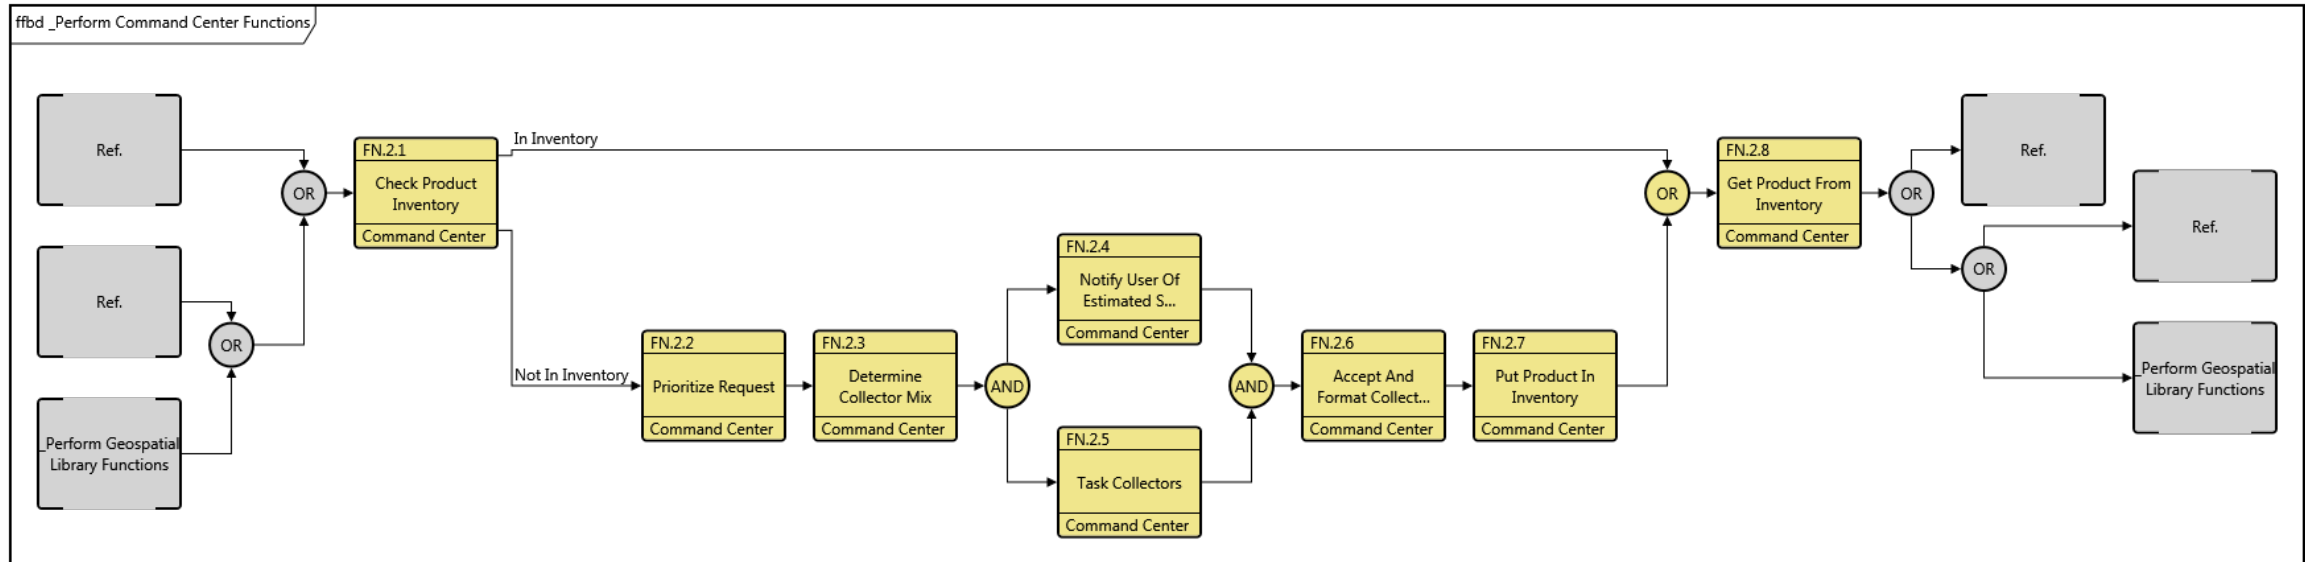 ffbd _Perform Command Center Functions
Ref.
Ref.
_Perform Geospatial
Library Functions
OR
OR
FN.2.1
Check Product
Inventory
Command Center
In Inventory
Not In Inventory
FN.2.2
Prioritize Request
Command Center
FN.2.3
Determine
Collector Mix
Command Center
AND
FN.2.4
Notify User Of
Estimated S...
Command Center
FN.2.5
Task Collectors
Command Center
AND
FN.2.6
Accept And
Format Collect...
Command Center
FN.2.7
Put Product In
Inventory
Command Center
OR
FN.2.8
Get Product From
Inventory
Command Center
OR
OR
Ref.
Ref.
_Perform Geospatial
Library Functions